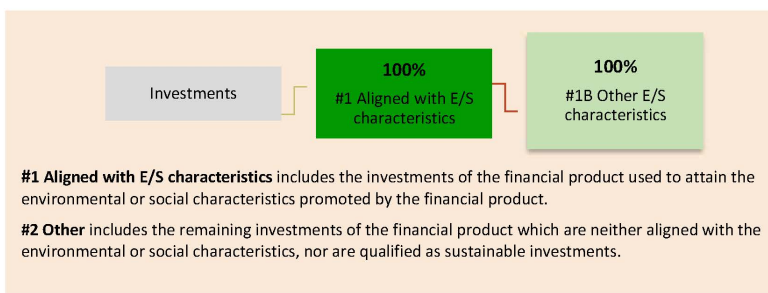 Investments
100%
#1 Aligned with E/S
characteristics
100%
#1B Other E/S
characteristics
#1 Aligned with E/S characteristics includes the investments of the financial product used to attain the
environmental or social characteristics promoted by the financial product.
#2 Other includes the remaining investments of the financial product which are neither aligned with the
environmental or social characteristics, nor are qualified as sustainable investments.